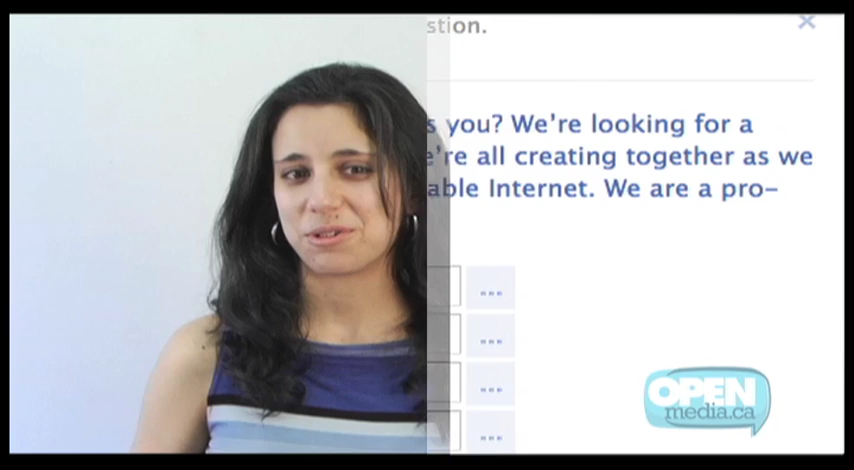 stion.
s you? We're looking for a
e're all creating together as we
able Internet. We are a pro-
...
...
...
...
OPEN
media.ca